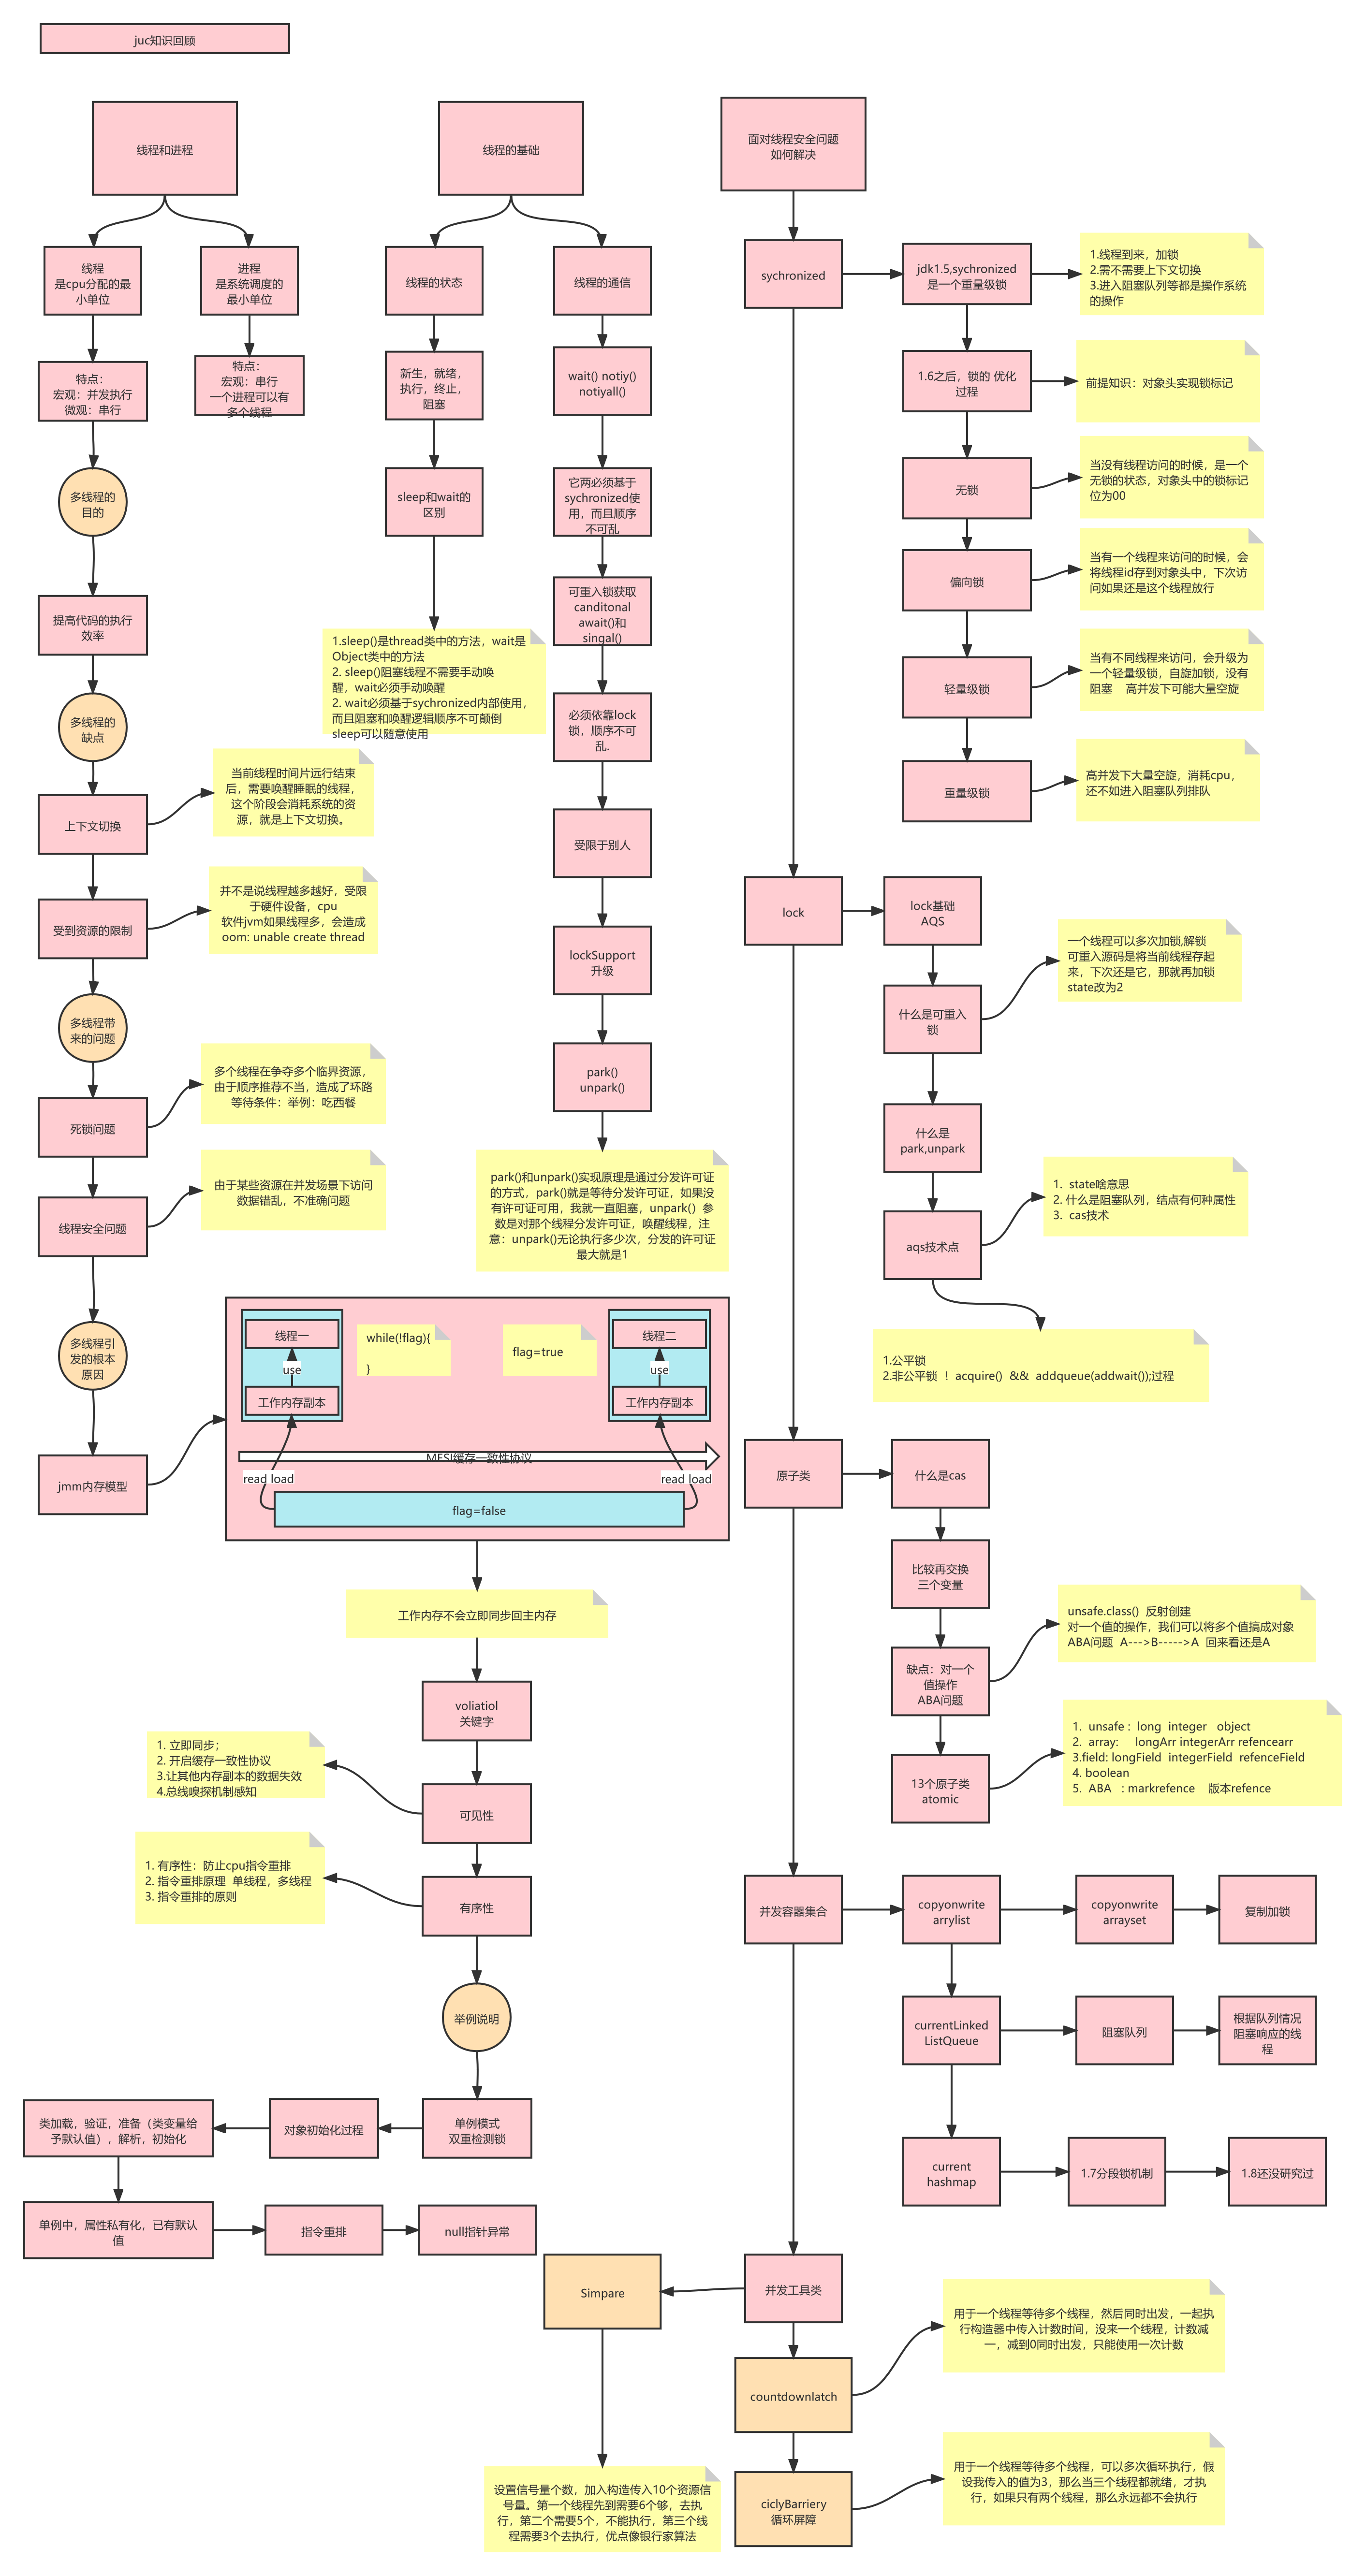 juc知识回顾
线程和进程
线程
是cpu分配的最
小单位
进程
是系统调度的
最小单位
特点：
宏观：并发执行
微观：串行
特点：
宏观：串行
一个进程可以有
多个线程
多线程的
目的
提高代码的执行
效率
多线程的
缺点
上下文切换
当前线程时间片远行结束
后，需要唤醒睡眠的线程，
这个阶段会消耗系统的资
源，就是上下文切换。
受到资源的限制
并不是说线程越多越好，受限
于硬件设备，cpu
软件jvm如果线程多，会造成
oom: unable create thread
多线程带
来的问题
死锁问题
多个线程在争夺多个临界资源，
由于顺序推荐不当，造成了环路
等待条件：举例：吃西餐
线程安全问题
由于某些资源在并发场景下访问
数据错乱，不准确问题
多线程引
发的根本
原因
jmm内存模型
线程的基础
线程的状态
新生，就绪，
执行，终止，
阻塞
sleep和wait的
区别
1.sleep()是thread类中的方法，wait是
Object类中的方法
2. sleep()阻塞线程不需要手动唤
醒，wait必须手动唤醒
2. wait必须基于sychronized内部使用，
而且阻塞和唤醒逻辑顺序不可颠倒
sleep可以随意使用
线程的通信
wait() notiy()
notiyall()
它两必须基于
sychronized使
用，而且顺序
不可乱
可重入锁获取
canditonal
await()和
singal()
必须依靠lock
锁，顺序不可
乱.
受限于别人
lockSupport
升级
park()
unpark()
park()和unpark()实现原理是通过分发许可证
的方式，park()就是等待分发许可证，如果没
有许可证可用，我就一直阻塞，unpark()  参
数是对那个线程分发许可证，唤醒线程，注
意：unpark()无论执行多少次，分发的许可证
最大就是1
线程一
use
工作内存副本
while(!flag){
}
flag=true
线程二
use
工作内存副本
MESI缓存一致性协议
read load
read load
flag=false
工作内存不会立即同步回主内存
voliatiol
关键字
可见性
1. 立即同步；
2. 开启缓存一致性协议
3.让其他内存副本的数据失效
4.总线嗅探机制感知
有序性
1. 有序性：防止cpu指令重排
2. 指令重排原理  单线程，多线程
3. 指令重排的原则
举例说明
单例模式
双重检测锁
对象初始化过程
类加载，验证，准备（类变量给
予默认值）, 解析，初始化
单例中，属性私有化，已有默认
值
指令重排
null指针异常
面对线程安全问题
如何解决
sychronized
jdk1.5,sychronized
是一个重量级锁
1.线程到来，加锁
2.需不需要上下文切换
3.进入阻塞队列等都是操作系统
的操作
1.6之后，锁的 优化
过程
前提知识：对象头实现锁标记
无锁
当没有线程访问的时候，是一个
无锁的状态，对象头中的锁标记
位为00
偏向锁
当有一个线程来访问的时候，会
将线程id存到对象头中，下次访
问如果还是这个线程放行
轻量级锁
当有不同线程来访问，会升级为
一个轻量级锁，自旋加锁，没有
阻塞    高并发下可能大量空旋
重量级锁
高并发下大量空旋，消耗cpu，
还不如进入阻塞队列排队
lock
lock基础
AQS
什么是可重入
锁
一个线程可以多次加锁,解锁
可重入源码是将当前线程存起
来，下次还是它，那就再加锁
state改为2
什么是
park,unpark
aqs技术点
1.  state啥意思
2. 什么是阻塞队列，结点有何种属性
3.  cas技术
1.公平锁
2.非公平锁  ！ acquire()  &&  addqueue(addwait());过程
原子类
什么是cas
比较再交换
三个变量
缺点：对一个
值操作
ABA问题
unsafe.class()  反射创建
对一个值的操作，我们可以将多个值搞成对象
ABA问题  A--->B----->A  回来看还是A
13个原子类
atomic
1.  unsafe :  long  integer   object
2.  array:     longArr integerArr refencearr
3.field: longField  integerField  refenceField
4. boolean
5.  ABA   : markrefence    版本refence
并发容器集合
copyonwrite
arrylist
copyonwrite
arrayset
复制加锁
currentLinked
ListQueue
阻塞队列
根据队列情况
阻塞响应的线
程
current
hashmap
1.7分段锁机制
1.8还没研究过
并发工具类
Simpare
设置信号量个数，加入构造传入10个资源信
号量。第一个线程先到需要6个够，去执
行，第二个需要5个，不能执行，第三个线
程需要3个去执行，优点像银行家算法
countdownlatch
用于一个线程等待多个线程，然后同时出发，一起执
行构造器中传入计数时间，没来一个线程，计数减
一，减到0同时出发，只能使用一次计数
ciclyBarriery
循环屏障
用于一个线程等待多个线程，可以多次循环执行，假
设我传入的值为3，那么当三个线程都就绪，才执
行，如果只有两个线程，那么永远都不会执行